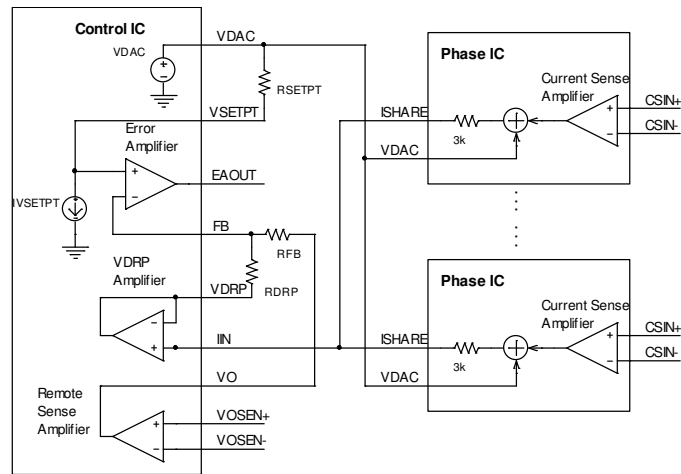 Control IC
VDAC
VDAC
RSETPT
VSETPT
Error
Amplifier
EAOUT
IVSETPT
FB
RFB
VDRP
Amplifier
VDRP
RDRP
IIN
VO
Remote
Sense
Amplifier
VOSEN+
VOSEN-
Phase IC
Current Sense
Amplifier
ISHARE
3k
CSIN+
CSIN-
VDAC
Phase IC
Current Sense
Amplifier
ISHARE
3k
CSIN+
CSIN-
VDAC